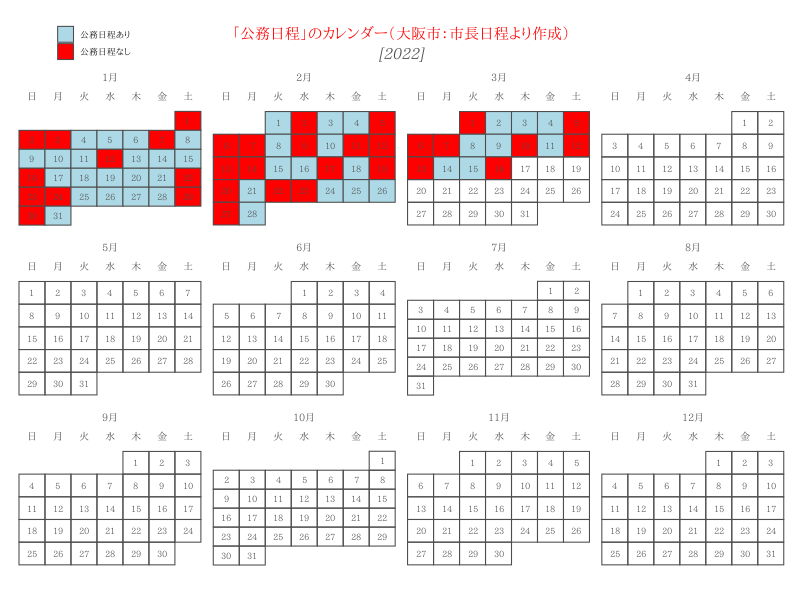 公務日程あり
公務日程なし
「公務日程」のカレンダー（大阪市：市長日程より作成）
[2022]
1月
日 月 火 水 木 金 土
1
2 3 4 5 6 7 8
9 10 11 12 13 14 15
16 17 18 19 20 21 22
23 24 25 26 27 28 29
30 31
2月
日 月 火 水 木 金 土
1 2 3 4 5
6 7 8 9 10 11 12
13 14 15 16 17 18 19
20 21 22 23 24 25 26
27 28
3月
日 月 火 水 木 金 土
1 2 3 4 5
6 7 8 9 10 11 12
13 14 15 16 17 18 19
20 21 22 23 24 25 26
27 28 29 30 31
4月
日 月 火 水 木 金 土
1 2
3 4 5 6 7 8 9
10 11 12 13 14 15 16
17 18 19 20 21 22 23
24 25 26 27 28 29 30
5月
日 月 火 水 木 金 土
1 2 3 4 5 6 7
8 9 10 11 12 13 14
15 16 17 18 19 20 21
22 23 24 25 26 27 28
29 30 31
6月
日 月 火 水 木 金 土
1 2 3 4
5 6 7 8 9 10 11
12 13 14 15 16 17 18
19 20 21 22 23 24 25
26 27 28 29 30
7月
日 月 火 水 木 金 土
1 2
3 4 5 6 7 8 9
10 11 12 13 14 15 16
17 18 19 20 21 22 23
24 25 26 27 28 29 30
31
8月
日 月 火 水 木 金 土
1 2 3 4 5 6
7 8 9 10 11 12 13
14 15 16 17 18 19 20
21 22 23 24 25 26 27
28 29 30 31
9月
日 月 火 水 木 金 土
1 2 3
4 5 6 7 8 9 10
11 12 13 14 15 16 17
18 19 20 21 22 23 24
25 26 27 28 29 30
10月
日 月 火 水 木 金 土
1
2 3 4 5 6 7 8
9 10 11 12 13 14 15
16 17 18 19 20 21 22
23 24 25 26 27 28 29
30 31
11月
日 月 火 水 木 金 土
1 2 3 4 5
6 7 8 9 10 11 12
13 14 15 16 17 18 19
20 21 22 23 24 25 26
27 28 29 30
12月
日 月 火 水 木 金 土
1 2 3
4 5 6 7 8 9 10
11 12 13 14 15 16 17
18 19 20 21 22 23 24
25 26 27 28 29 30 31